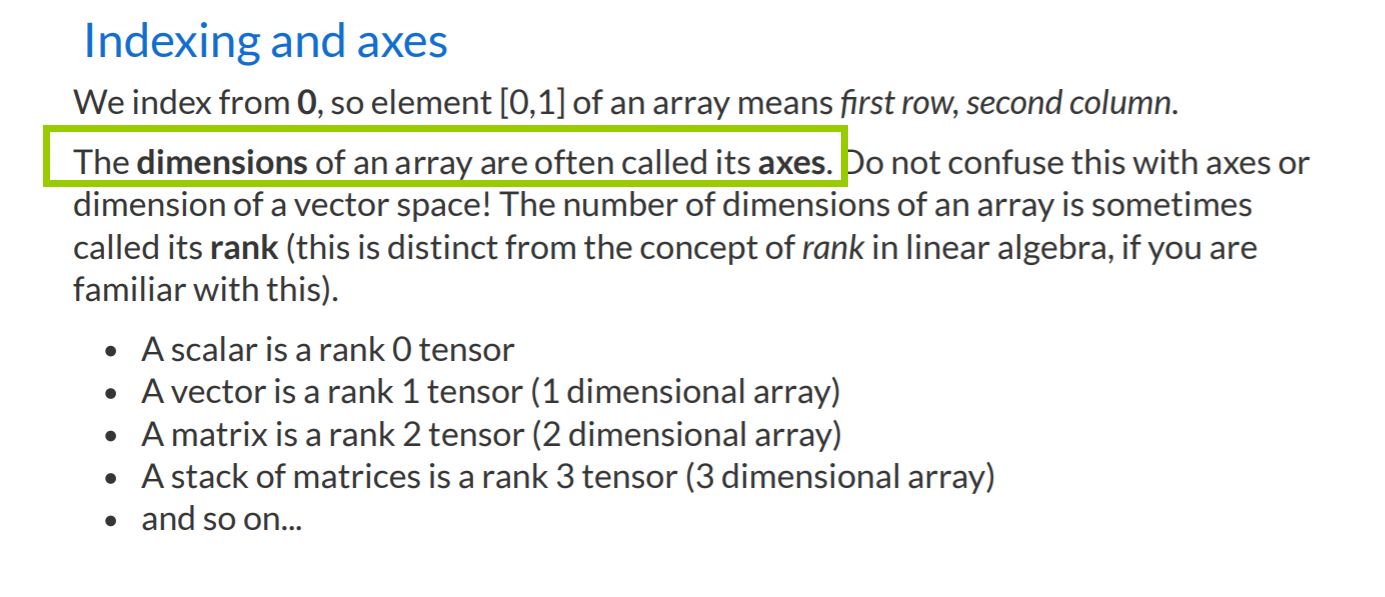 Indexing and axes
We index from 0, so element [0,1] of an array means first row, second column.
The dimensions of an array are often called its axes. Do not confuse this with axes or
dimension of a vector space! The number of dimensions of an array is sometimes
called its rank (this is distinct from the concept of rank in linear algebra, if you are
familiar with this).
• A scalar is a rank 0 tensor
• A vector is a rank 1 tensor (1 dimensional array)
• A matrix is a rank 2 tensor (2 dimensional array)
• A stack of matrices is a rank 3 tensor (3 dimensional array)
• and so on...